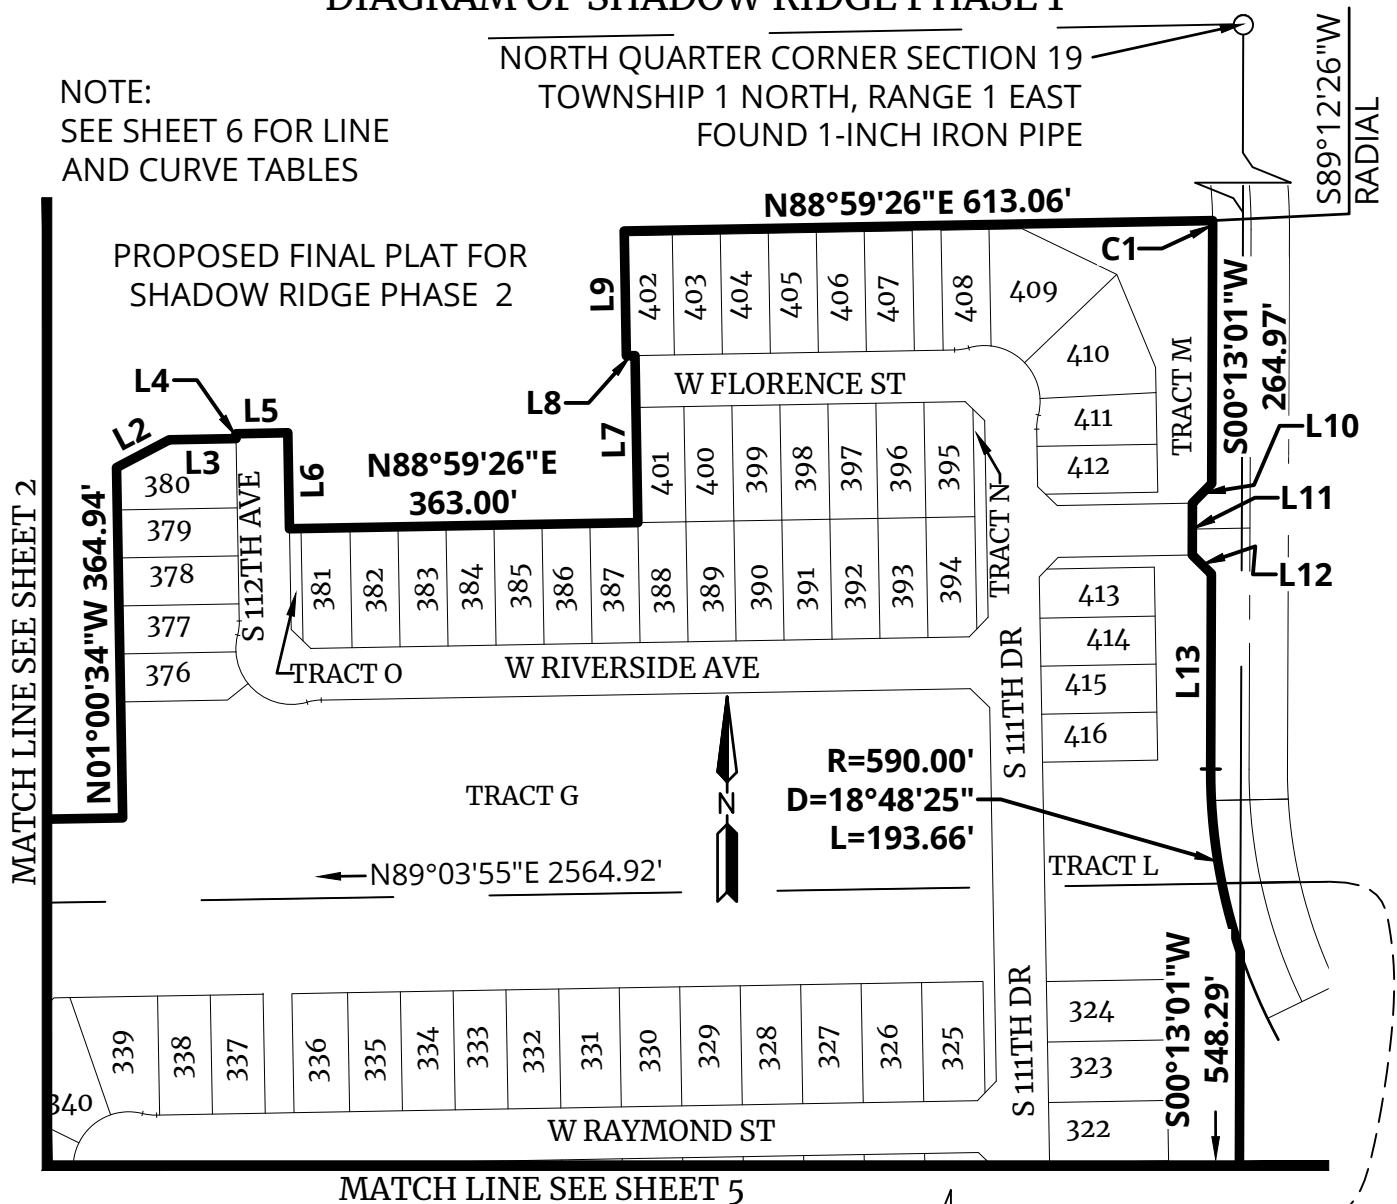 DIAGRAM OF SHADOW RIDGE PHASE 1
NORTH QUARTER CORNER SECTION 19
TOWNSHIP 1 NORTH, RANGE 1 EAST
FOUND 1-INCH IRON PIPE
S89°12'26"W
RADIAL
NOTE:
SEE SHEET 6 FOR LINE
AND CURVE TABLES
N88°59'26"E 613.06'
C1
PROPOSED FINAL PLAT FOR
SHADOW RIDGE PHASE 2
L9
402
403
404
405
406
407
408
409
410
411
412
TRACT M
S00°13'01"W
264.97'
W FLORENCE ST
L4
L5
L8
L2
L3
L6
L7
N88°59'26"E
363.00'
401
400
399
398
397
396
395
TRACT N
L10
L11
L12
380
379
378
377
376
S 112TH AVE
N01°00'34"W 364.94'
MATCH LINE SEE SHEET 2
381
382
383
384
385
386
387
388
389
390
391
392
393
394
413
414
415
416
L13
TRACT O
W RIVERSIDE AVE
S 111TH DR
R=590.00'
D=18°48'25"
L=193.66'
N
TRACT G
TRACT L
N89°03'55"E 2564.92'
S00°13'01"W
548.29'
340
339
338
337
336
335
334
333
332
331
330
329
328
327
326
325
S 111TH DR
324
323
322
W RAYMOND ST
MATCH LINE SEE SHEET 5